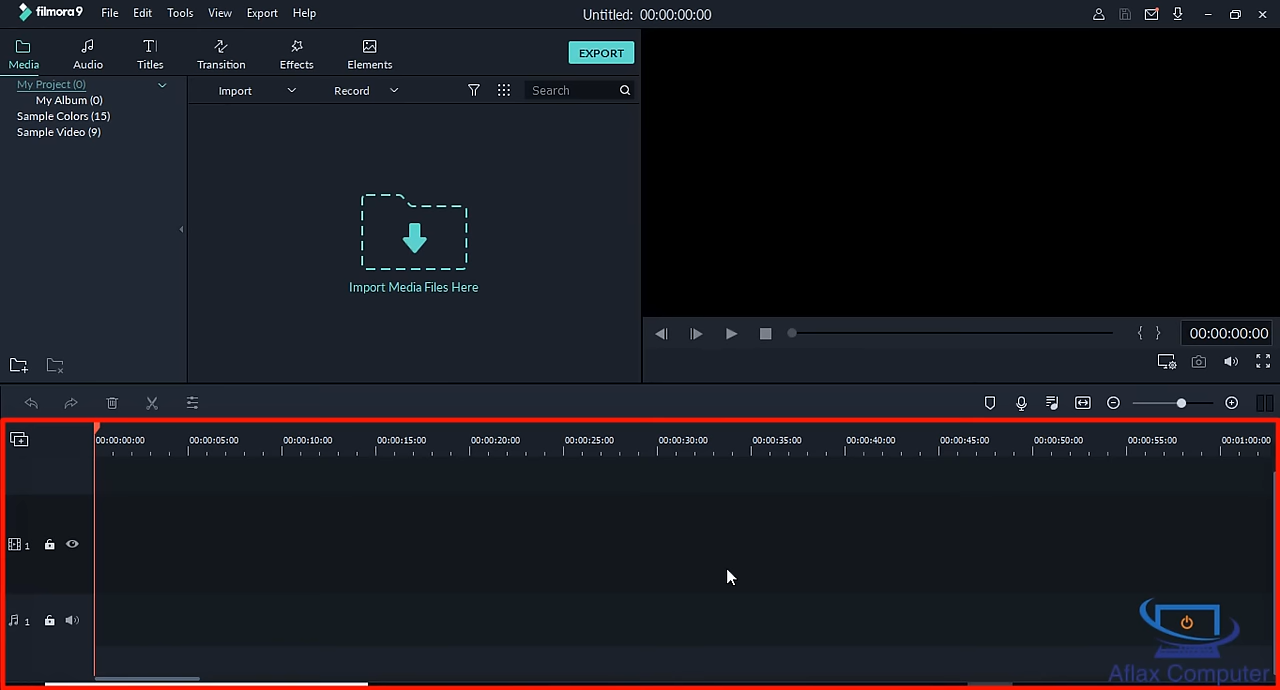 filmora9 File Edit Tools View Export Help Untitled: 00:00:00:00
Media Audio Titles Transition Effects Elements EXPORT
My Project (0)
My Album (0)
Sample Colors (15)
Sample Video (9)
Import Record Search
Import Media Files Here
{ } 00:00:00:00
00:00:00:00 00:00:05:00 00:00:10:00 00:00:15:00 00:00:20:00 00:00:25:00 00:00:30:00 00:00:35:00 00:00:40:00 00:00:45:00 00:00:50:00 00:00:55:00 00:01:00:00
1
1
Aflax Computer